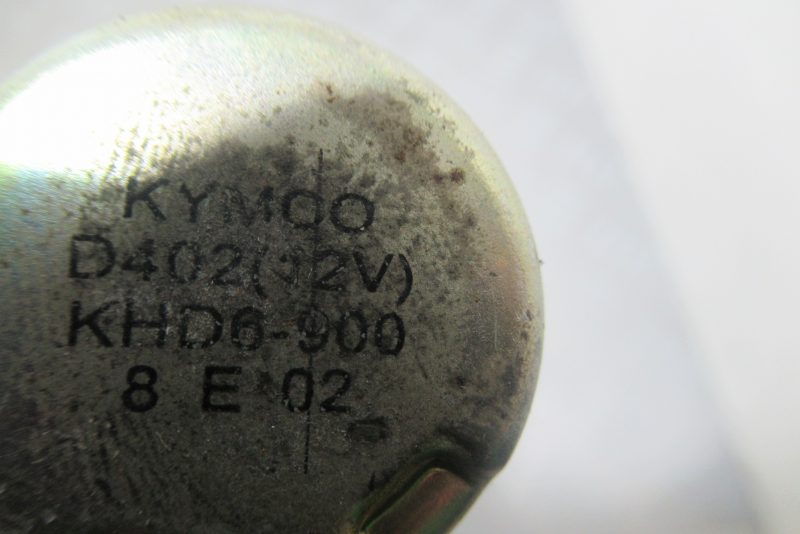 KYMCO
D402(12V)
KHD6-900
8 E 02